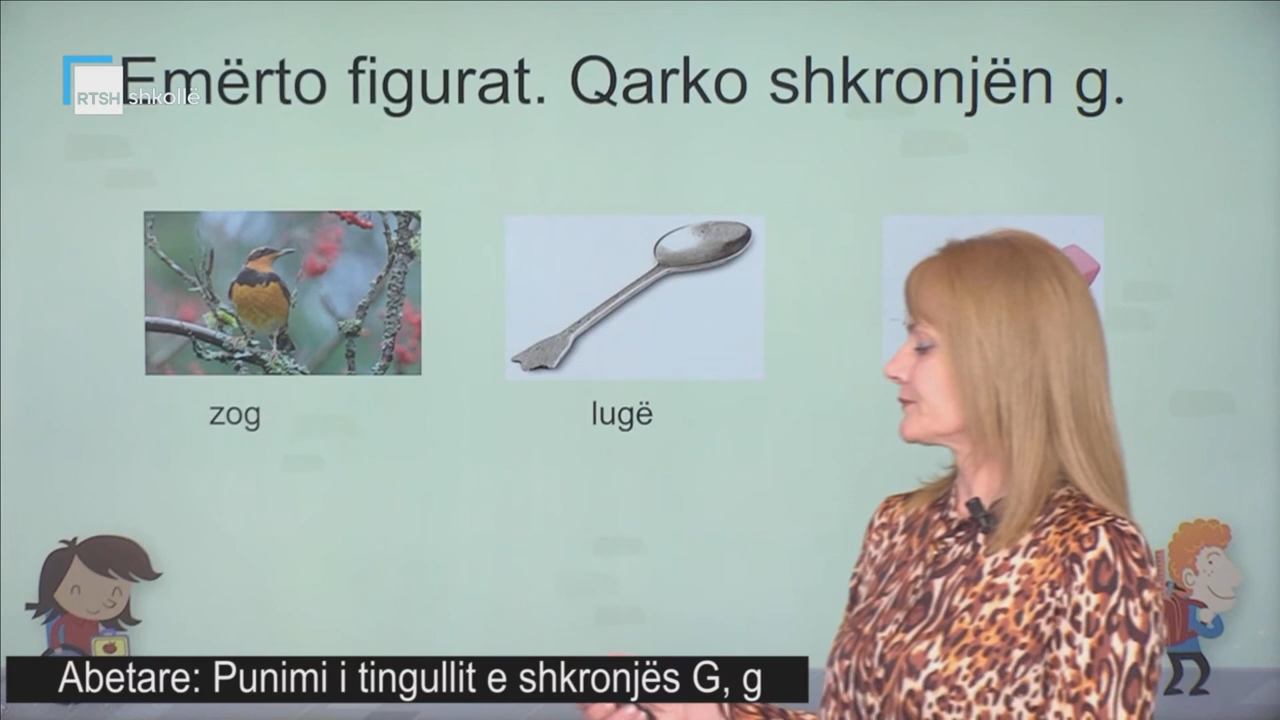 Emërto figurat. Qarko shkronjën g.
RTSH shkollë
zog
lugë
Abetare: Punimi i tingullit e shkronjës G, g